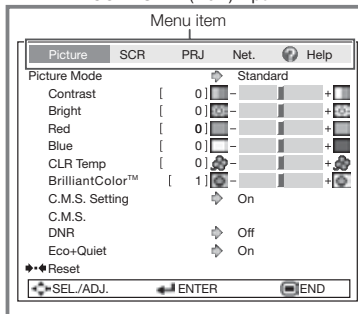 Menu item
Picture SCR PRJ Net. Help
Picture Mode Standard
Contrast [ 0] - +
Bright [ 0] - +
Red [ 0] - +
Blue [ 0] - +
CLR Temp [ 0] - +
BrilliantColor™ [ 1] - +
C.M.S. Setting On
C.M.S.
DNR Off
Eco+Quiet On
Reset
SEL./ADJ. ENTER END